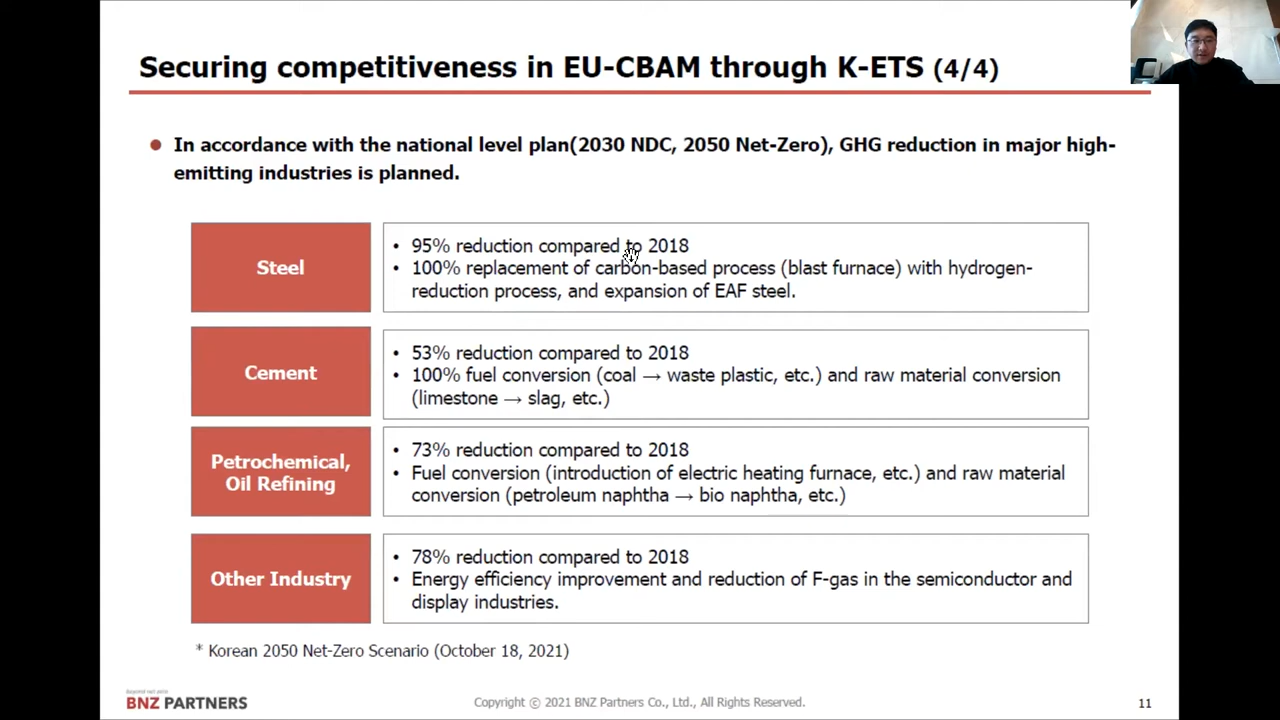 Securing competitiveness in EU-CBAM through K-ETS (4/4)
• In accordance with the national level plan(2030 NDC, 2050 Net-Zero), GHG reduction in major high-
emitting industries is planned.
Steel
• 95% reduction compared to 2018
• 100% replacement of carbon-based process (blast furnace) with hydrogen-
reduction process, and expansion of EAF steel.
Cement
• 53% reduction compared to 2018
• 100% fuel conversion (coal → waste plastic, etc.) and raw material conversion
(limestone → slag, etc.)
Petrochemical,
Oil Refining
• 73% reduction compared to 2018
• Fuel conversion (introduction of electric heating furnace, etc.) and raw material
conversion (petroleum naphtha → bio naphtha, etc.)
Other Industry
• 78% reduction compared to 2018
• Energy efficiency improvement and reduction of F-gas in the semiconductor and
display industries.
* Korean 2050 Net-Zero Scenario (October 18, 2021)
Beyond net zero
BNZ PARTNERS
Copyright ⓒ 2021 BNZ Partners Co., Ltd., All Rights Reserved.
11